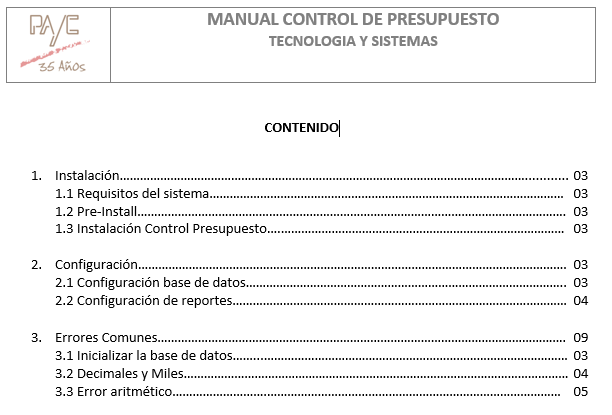 PAYC
35 Años
MANUAL CONTROL DE PRESUPUESTO
TECNOLOGIA Y SISTEMAS
CONTENIDO
1. Instalación........................................ 03
1.1 Requisitos del sistema........................................ 03
1.2 Pre-Install........................................ 03
1.3 Instalación Control Presupuesto........................................ 03
2. Configuración........................................ 03
2.1 Configuración base de datos........................................ 03
2.2 Configuración de reportes........................................ 04
3. Errores Comunes........................................ 09
3.1 Inicializar la base de datos........................................ 03
3.2 Decimales y Miles........................................ 04
3.3 Error aritmético........................................ 05